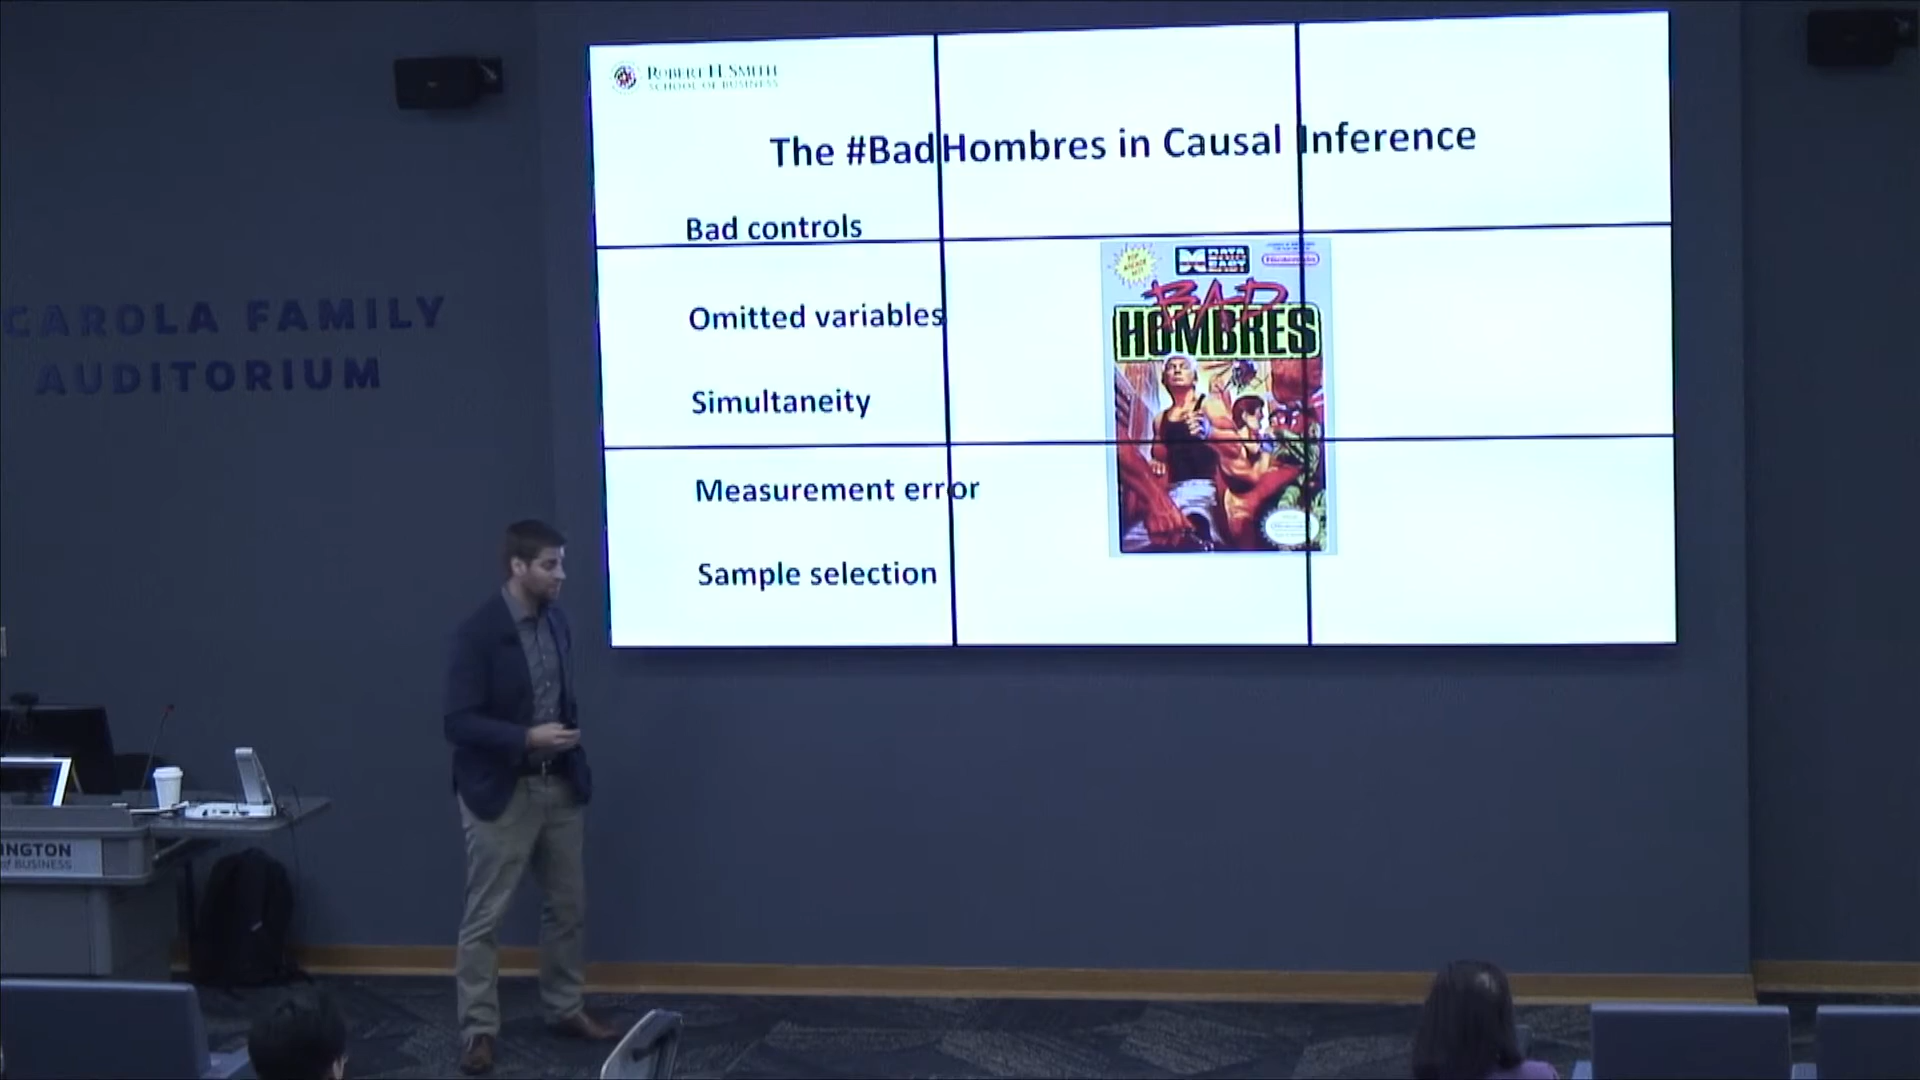 ROBERT H. SMITH
SCHOOL OF BUSINESS
The #BadHombres in Causal Inference
Bad controls
Omitted variables
Simultaneity
Measurement error
Sample selection
DATA
EAST
Nintendo
BAD
HOMBRES
CAROLA FAMILY
AUDITORIUM
INGTON
of BUSINESS